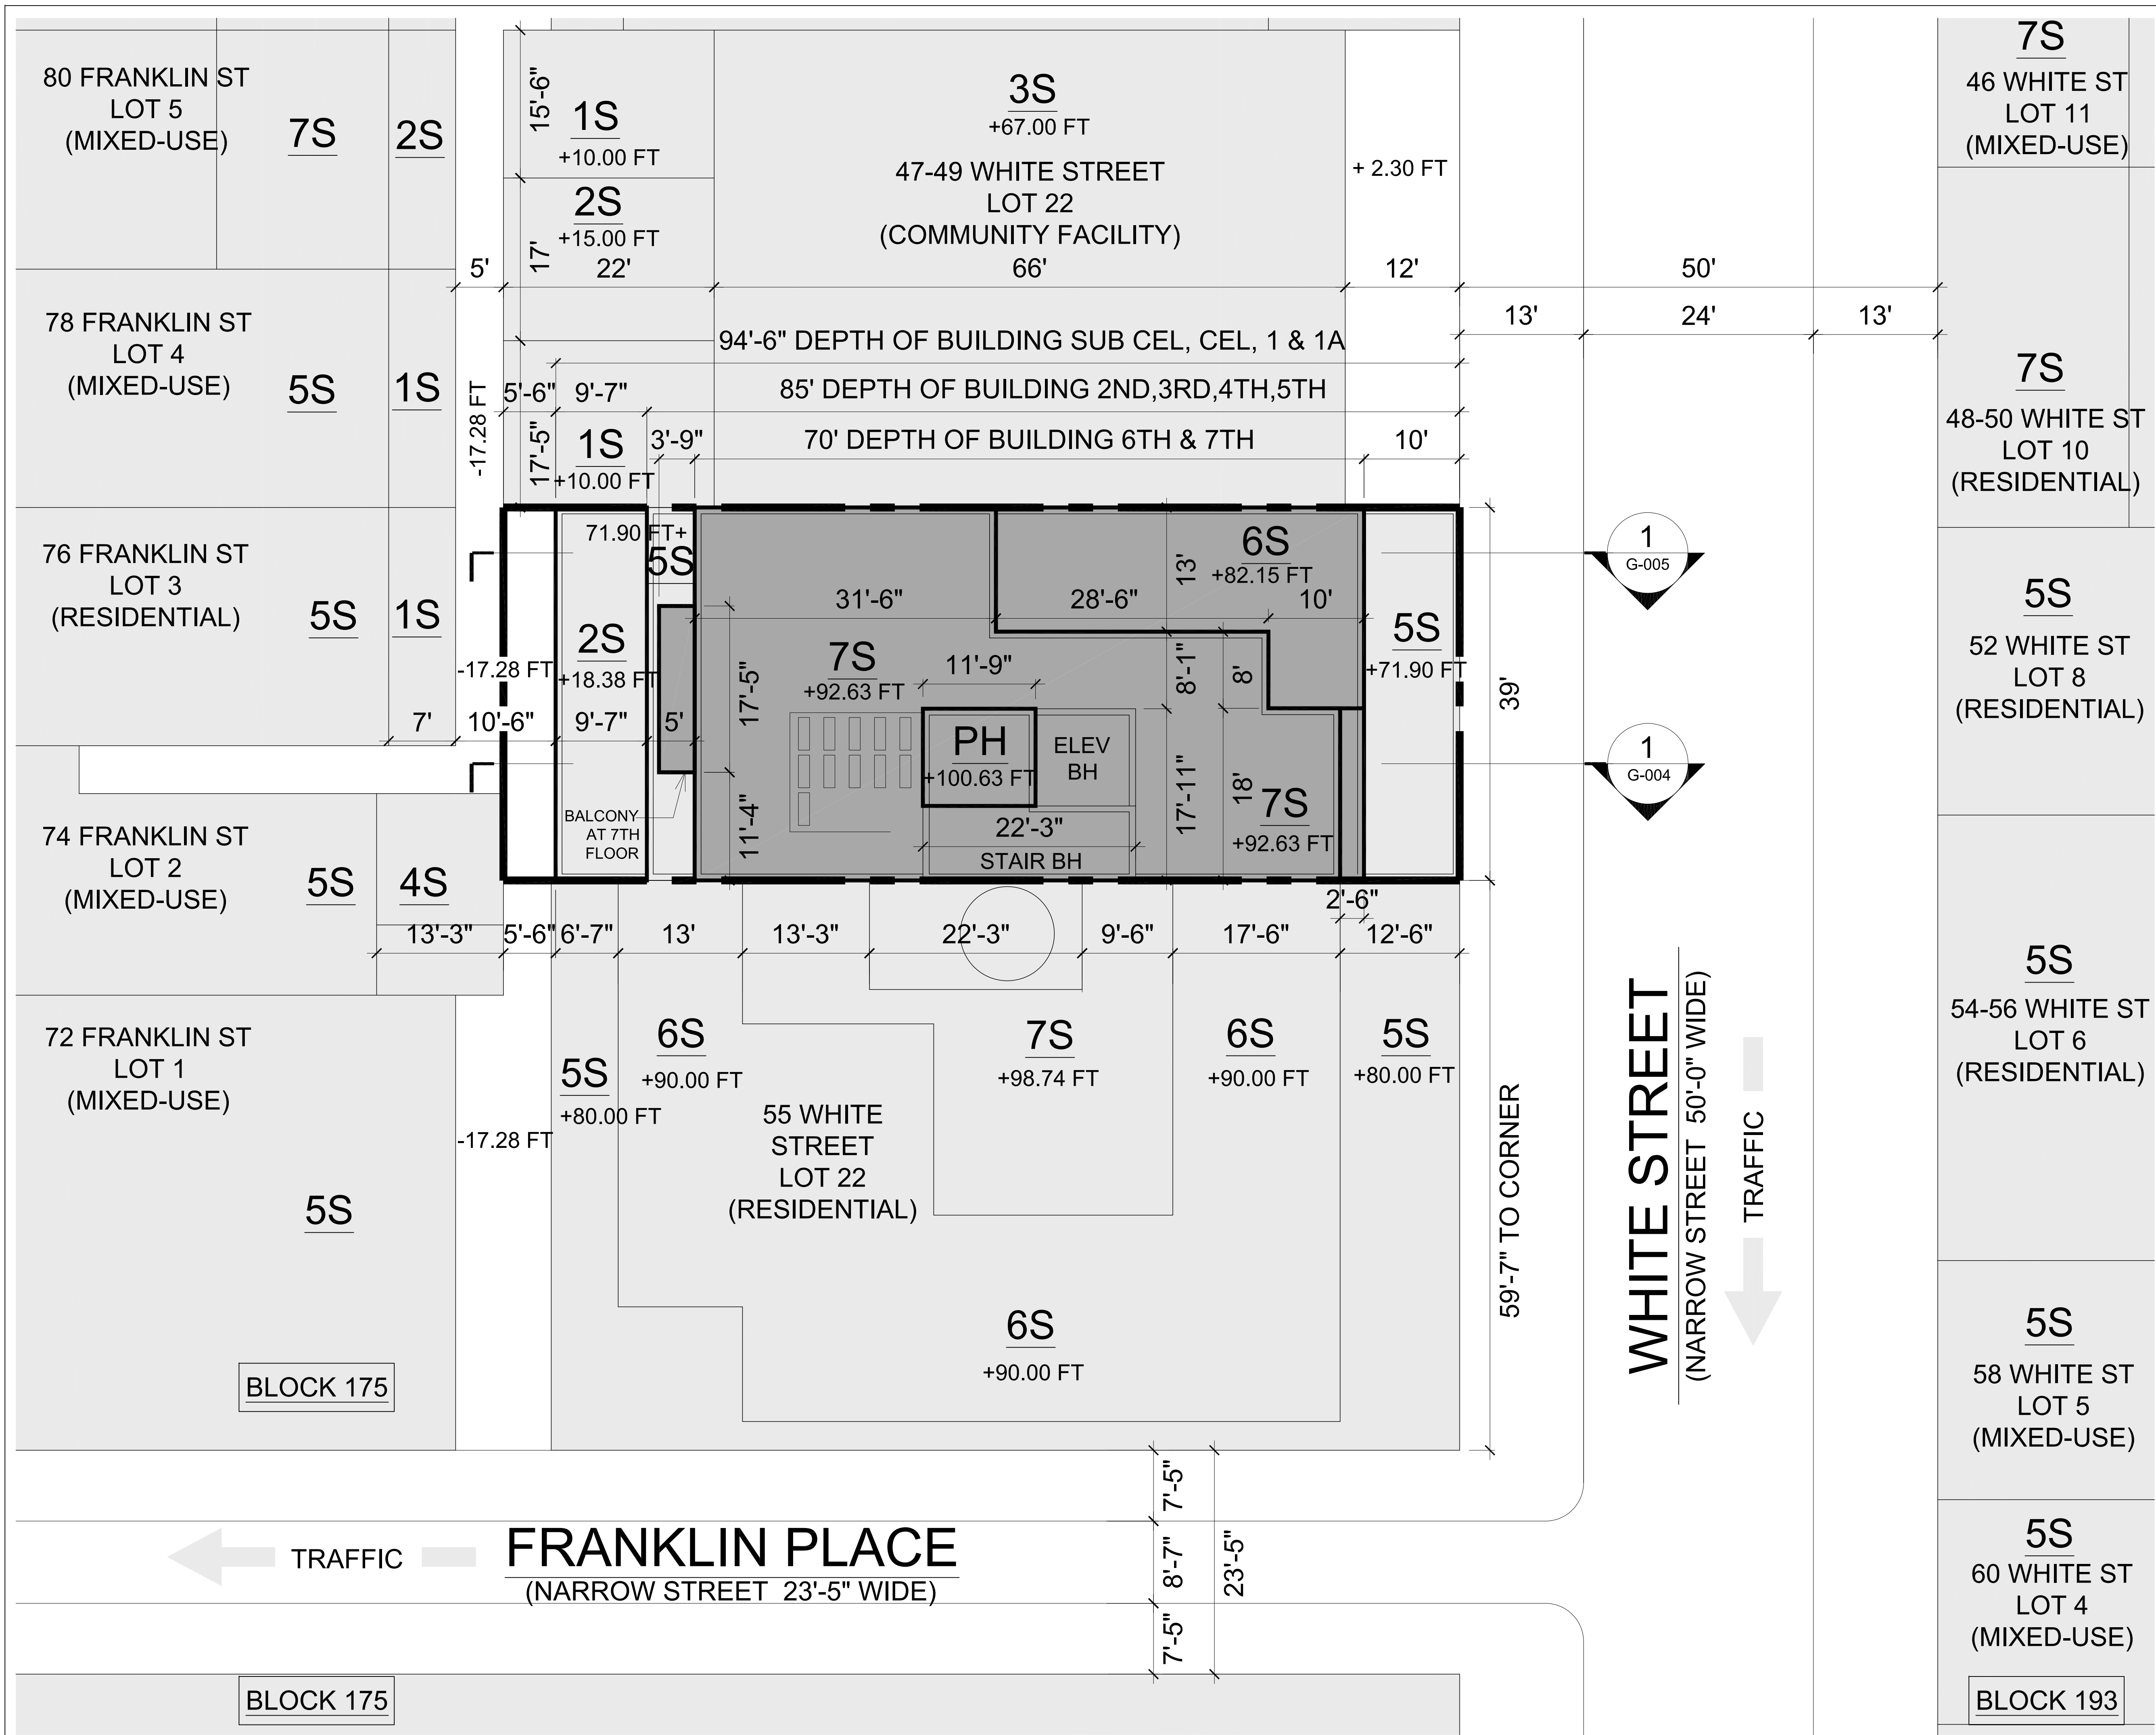 80 FRANKLIN ST
LOT 5
(MIXED-USE)
7S
2S
15'-6"
1S
+10.00 FT
2S
+15.00 FT
17'
3S
+67.00 FT
47-49 WHITE STREET
LOT 22
(COMMUNITY FACILITY)
+ 2.30 FT
7S
46 WHITE ST
LOT 11
(MIXED-USE)
5'
22'
66'
12'
50'
13'
24'
13'
78 FRANKLIN ST
LOT 4
(MIXED-USE)
5S
1S
-17.28 FT
94'-6" DEPTH OF BUILDING SUB CEL, CEL, 1 & 1A
5'-6"
9'-7"
85' DEPTH OF BUILDING 2ND,3RD,4TH,5TH
17'-5"
1S
+10.00 FT
3'-9"
70' DEPTH OF BUILDING 6TH & 7TH
10'
7S
48-50 WHITE ST
LOT 10
(RESIDENTIAL)
76 FRANKLIN ST
LOT 3
(RESIDENTIAL)
5S
1S
-17.28 FT
7'
10'-6"
9'-7"
5'
2S
+18.38 FT
71.90 FT+
5S
31'-6"
28'-6"
10'
13'
6S
+82.15 FT
7S
+92.63 FT
11'-9"
17'-5"
8'-1"
8'
5S
+71.90 FT
39'
1
G-005
1
G-004
PH
+100.63 FT
ELEV
BH
22'-3"
STAIR BH
17'-11"
18'
7S
+92.63 FT
11'-4"
BALCONY
AT 7TH
FLOOR
5S
52 WHITE ST
LOT 8
(RESIDENTIAL)
74 FRANKLIN ST
LOT 2
(MIXED-USE)
5S
4S
2'-6"
13'-3"
5'-6"
6'-7"
13'
13'-3"
22'-3"
9'-6"
17'-6"
12'-6"
72 FRANKLIN ST
LOT 1
(MIXED-USE)
5S
-17.28 FT
5S
+80.00 FT
6S
+90.00 FT
7S
+98.74 FT
6S
+90.00 FT
5S
+80.00 FT
55 WHITE
STREET
LOT 22
(RESIDENTIAL)
6S
+90.00 FT
59'-7" TO CORNER
WHITE STREET
(NARROW STREET 50'-0" WIDE)
TRAFFIC
5S
54-56 WHITE ST
LOT 6
(RESIDENTIAL)
5S
58 WHITE ST
LOT 5
(MIXED-USE)
BLOCK 175
7'-5"
8'-7"
7'-5"
23'-5"
TRAFFIC
FRANKLIN PLACE
(NARROW STREET 23'-5" WIDE)
5S
60 WHITE ST
LOT 4
(MIXED-USE)
BLOCK 175
BLOCK 193